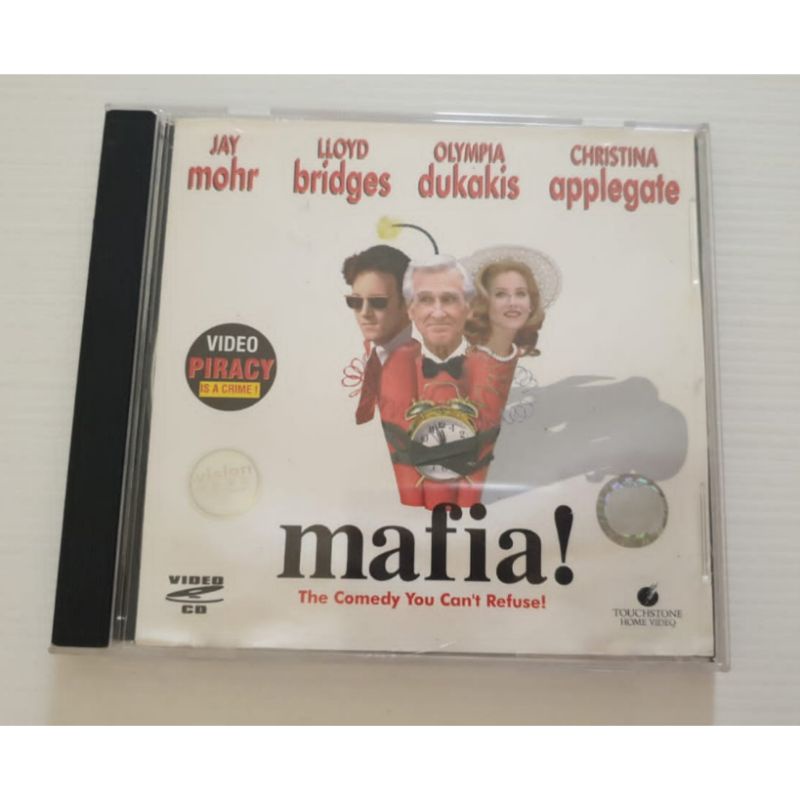 JAY LLOYD OLYMPIA CHRISTINA
mohr bridges dukakis applegate
VIDEO
PIRACY
IS A CRIME!
vision
mafia!
The Comedy You Can't Refuse!
VIDEO
CD
TOUCHSTONE
HOME VIDEO